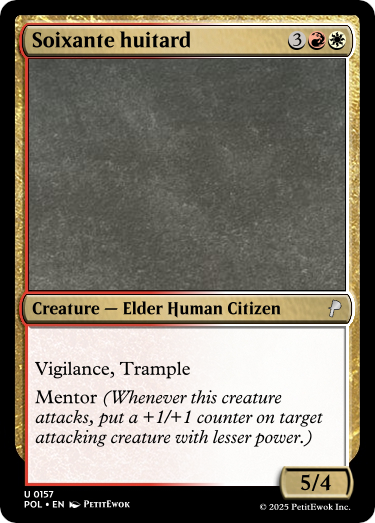 Soixante huitard 3
Creature — Elder Human Citizen
Vigilance, Trample
Mentor (Whenever this creature
attacks, put a +1/+1 counter on target
attacking creature with lesser power.)
5/4
U 0157
POL • EN PetitEwok
© 2025 PetitEwok Inc.